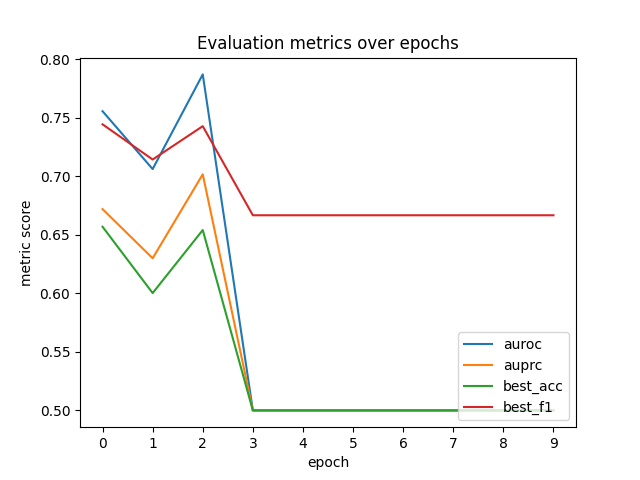 Evaluation metrics over epochs
metric score
0.80
0.75
0.70
0.65
0.60
0.55
0.50
auroc
auprc
best_acc
best_f1
0 1 2 3 4 5 6 7 8 9
epoch